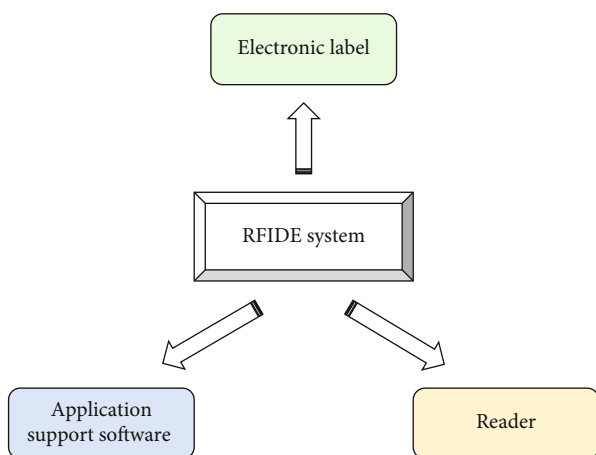 Electronic label
RFIDE system
Application
support software
Reader